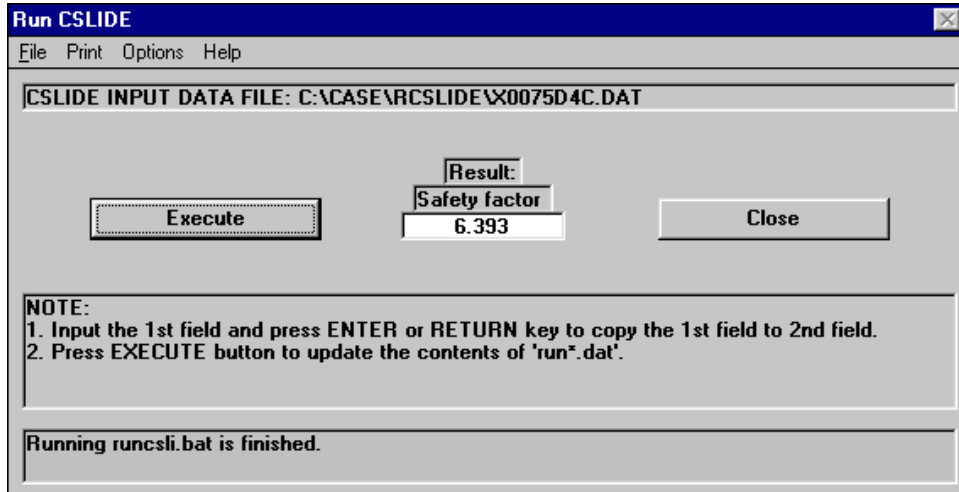 Run CSLIDE
File Print Options Help
CSLIDE INPUT DATA FILE: C:\CASE\RCSLIDE\X0075D4C.DAT
Result:
Safety factor
Execute
6.393
Close
NOTE:
1. Input the 1st field and press ENTER or RETURN key to copy the 1st field to 2nd field.
2. Press EXECUTE button to update the contents of 'run*.dat'.
Running runcsli.bat is finished.